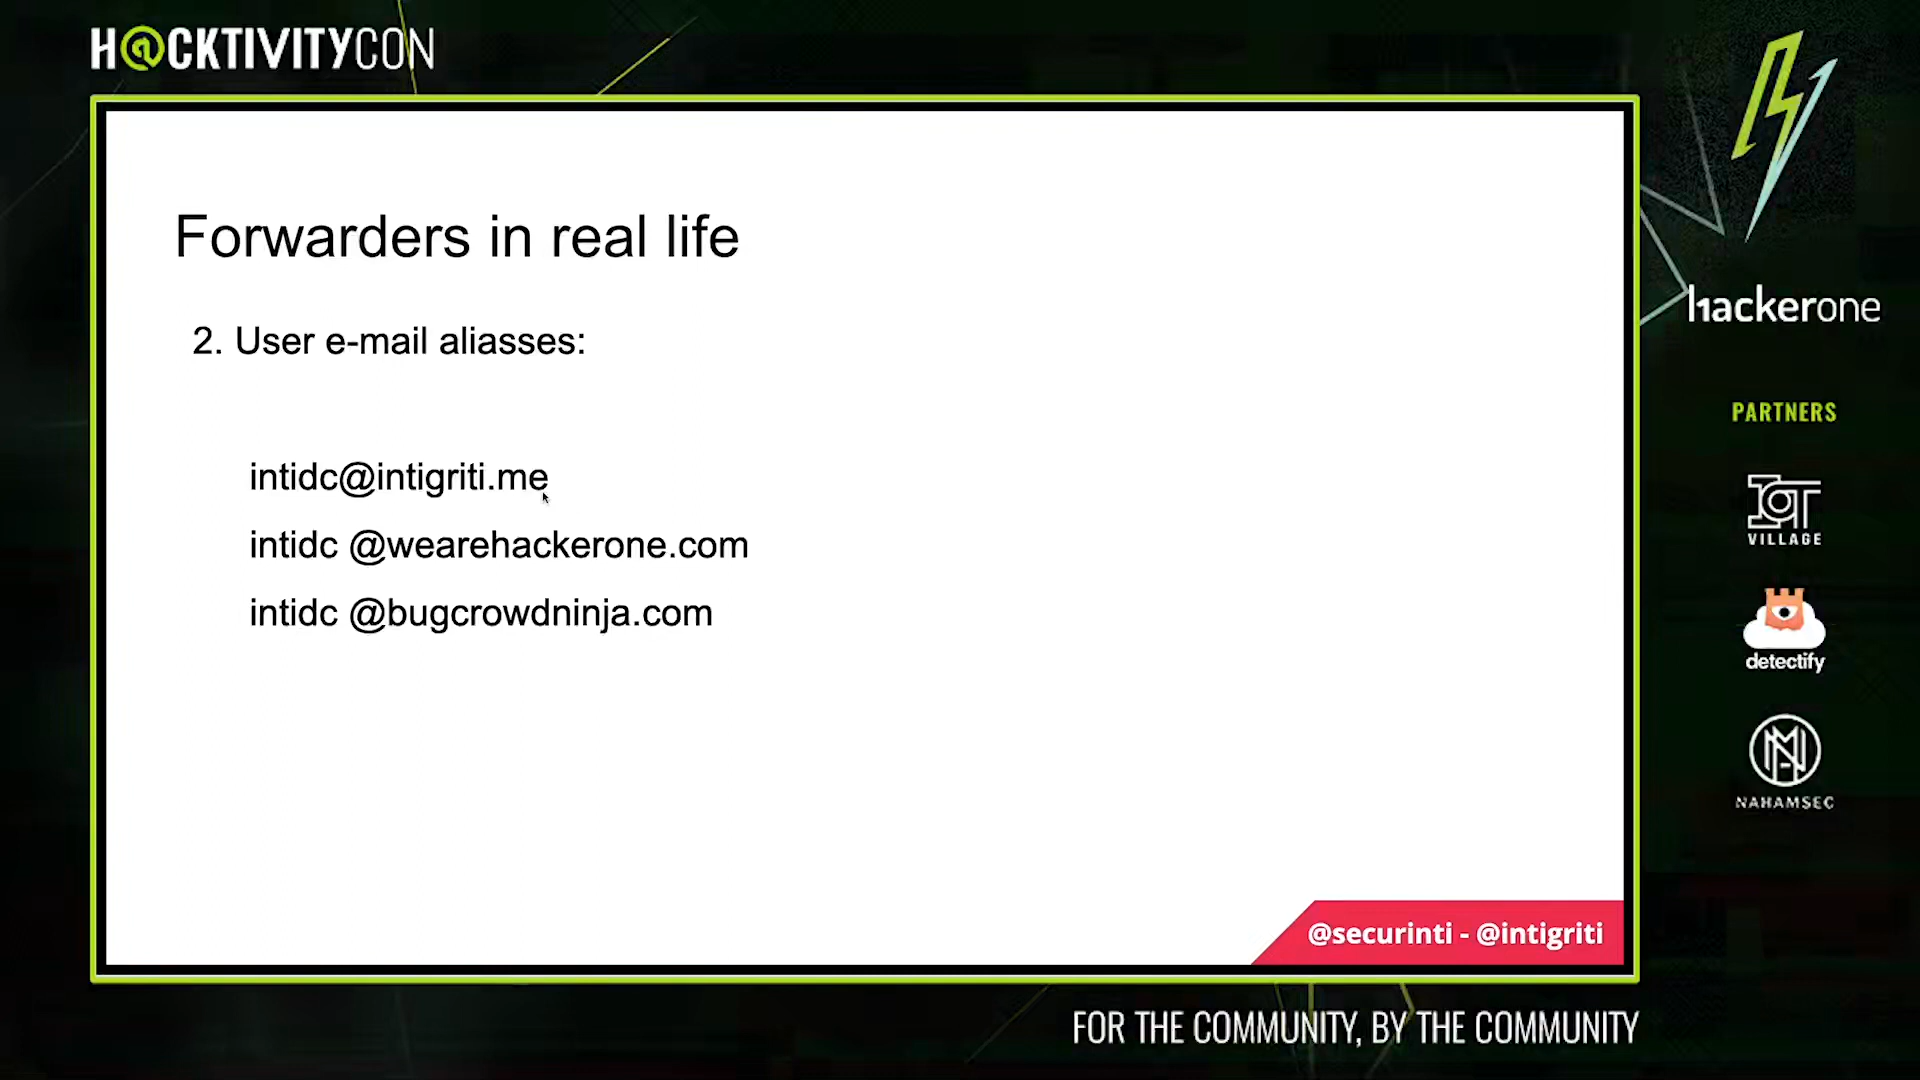 H@CKTIVITYCON
Forwarders in real life
2. User e-mail aliasses:
intidc@intigriti.me
intidc @wearehackerone.com
intidc @bugcrowdninja.com
@securinti - @intigriti
hackerone
PARTNERS
IOT
VILLAGE
detectify
NAHAMSEC
FOR THE COMMUNITY, BY THE COMMUNITY